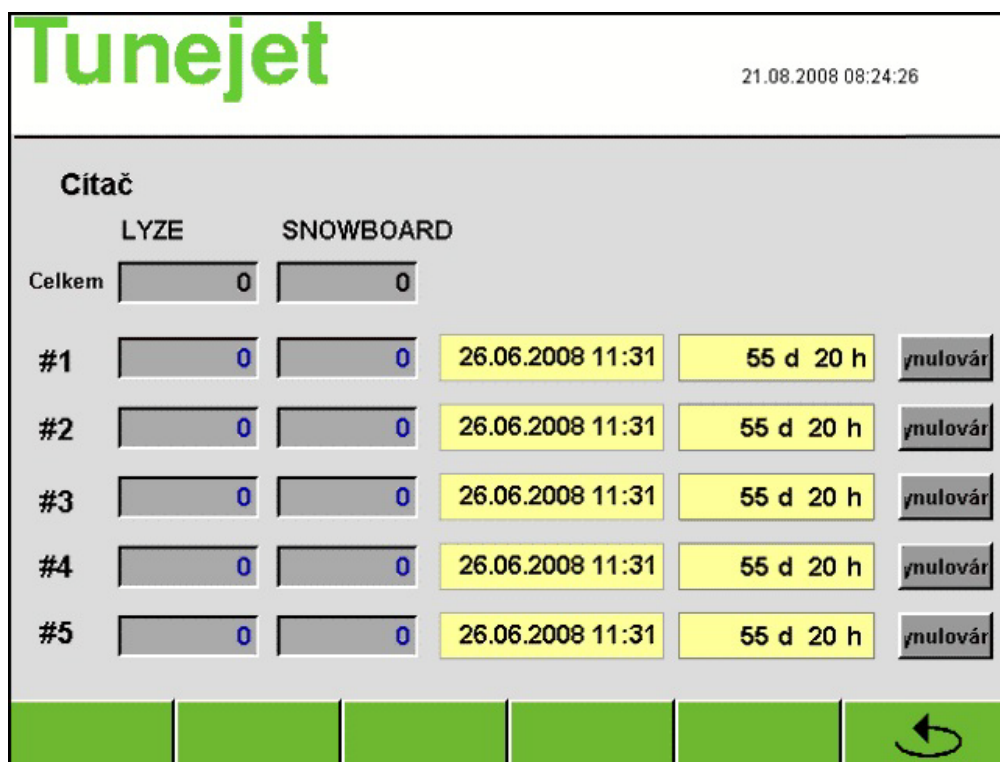 Tunejet
21.08.2008 08:24:26
Cítač
LYZE SNOWBOARD
Celkem 0 0
#1 0 0 26.06.2008 11:31 55 d 20 h ynulovár
#2 0 0 26.06.2008 11:31 55 d 20 h ynulovár
#3 0 0 26.06.2008 11:31 55 d 20 h ynulovár
#4 0 0 26.06.2008 11:31 55 d 20 h ynulovár
#5 0 0 26.06.2008 11:31 55 d 20 h ynulovár